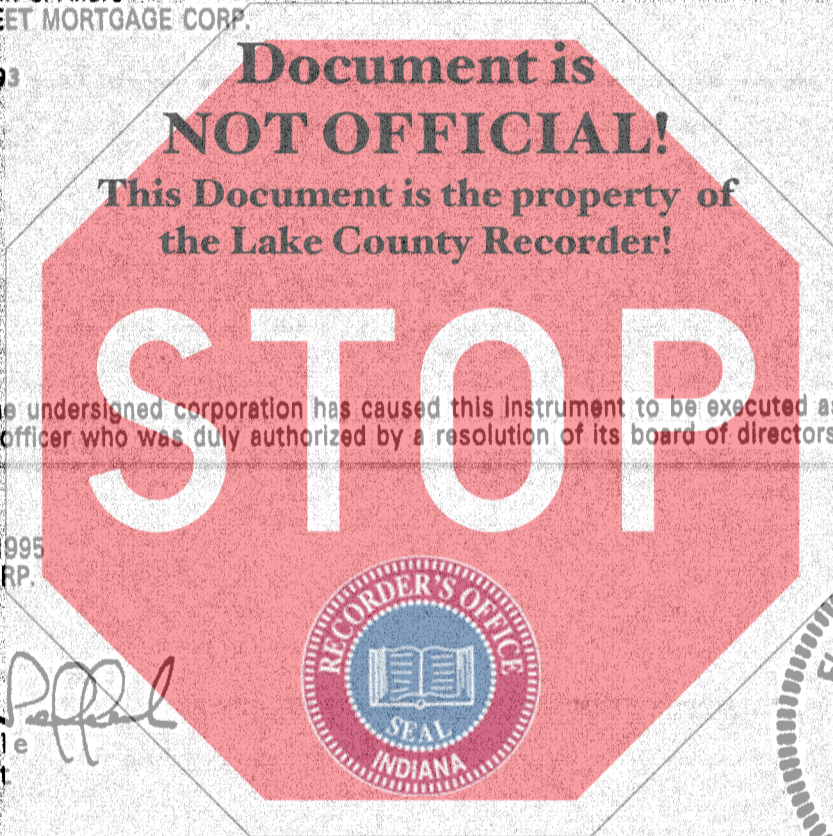 EET MORTGAGE CORP.
93
Document is
NOT OFFICIAL!
This Document is the property of
the Lake County Recorder!
STOP
e undersigned corporation has caused this instrument to be executed a
officer who was duly authorized by a resolution of its board of directors
995
RP.
RECORDER'S OFFICE
SEAL
INDIANA
le
t